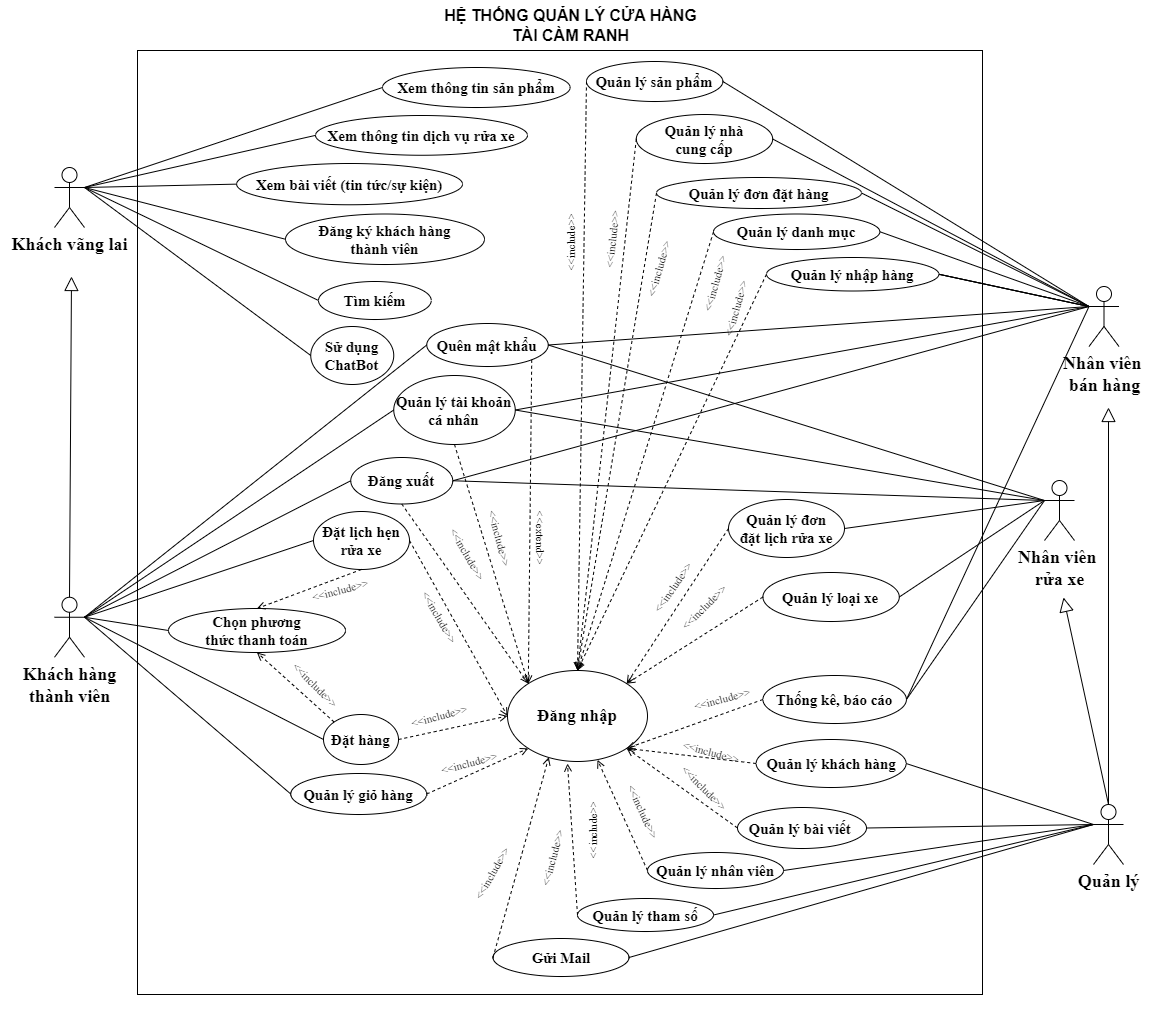 HỆ THỐNG QUẢN LÝ CỬA HÀNG
TÀI CAM RANH
Xem thông tin sản phẩm
Quản lý sản phẩm
Xem thông tin dịch vụ rửa xe
Quản lý nhà
cung cấp
Xem bài viết (tin tức/sự kiện)
Quản lý đơn đặt hàng
Khách vãng lai
Đăng ký khách hàng
thành viên
Quản lý danh mục
<<include>>
<<include>>
<<include>>
<<include>>
<<include>>
Quản lý nhập hàng
Tìm kiếm
Sử dụng
ChatBot
Quên mật khẩu
Nhân viên
bán hàng
Quản lý tài khoản
cá nhân
Đăng xuất
Đặt lịch hẹn
rửa xe
<<include>>
<<include>>
<<extend>>
Quản lý đơn
đặt lịch rửa xe
Nhân viên
rửa xe
<<include>>
<<include>>
<<include>>
<<include>>
Quản lý loại xe
Chọn phương
thức thanh toán
Khách hàng
thành viên
<<include>>
<<include>>
Đăng nhập
<<include>>
Thống kê, báo cáo
Đặt hàng
<<include>>
<<include>>
Quản lý khách hàng
Quản lý giỏ hàng
<<include>>
<<include>>
<<include>>
<<include>>
<<include>>
Quản lý bài viết
Quản lý nhân viên
Quản lý
Quản lý tham số
Gửi Mail